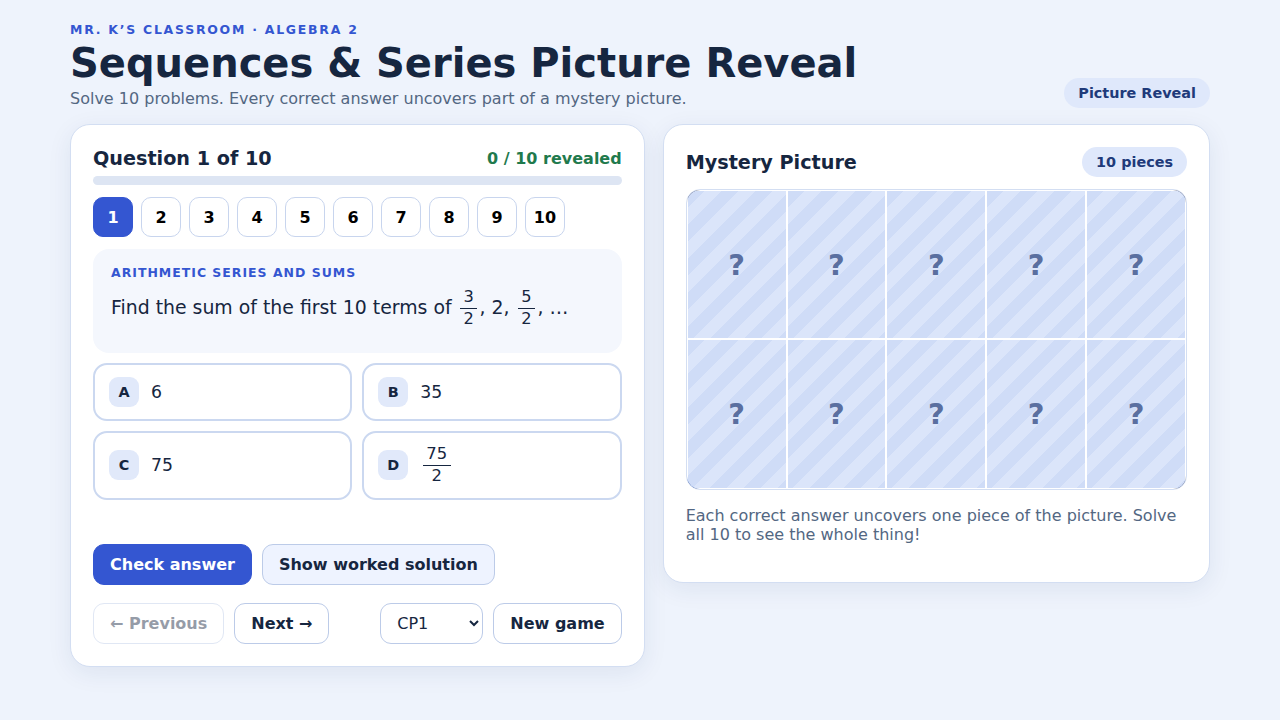 MR. K’S CLASSROOM · ALGEBRA 2
Sequences & Series Picture Reveal
Solve 10 problems. Every correct answer uncovers part of a mystery picture.
Picture Reveal
Question 1 of 10
0 / 10 revealed
1 2 3 4 5 6 7 8 9 10
ARITHMETIC SERIES AND SUMS
Find the sum of the first 10 terms of 3/2, 2, 5/2, …
A 6
B 35
C 75
D 75/2
Check answer
Show worked solution
← Previous
Next →
CP1
New game
Mystery Picture
10 pieces
? ? ? ? ?
? ? ? ? ?
Each correct answer uncovers one piece of the picture. Solve
all 10 to see the whole thing!